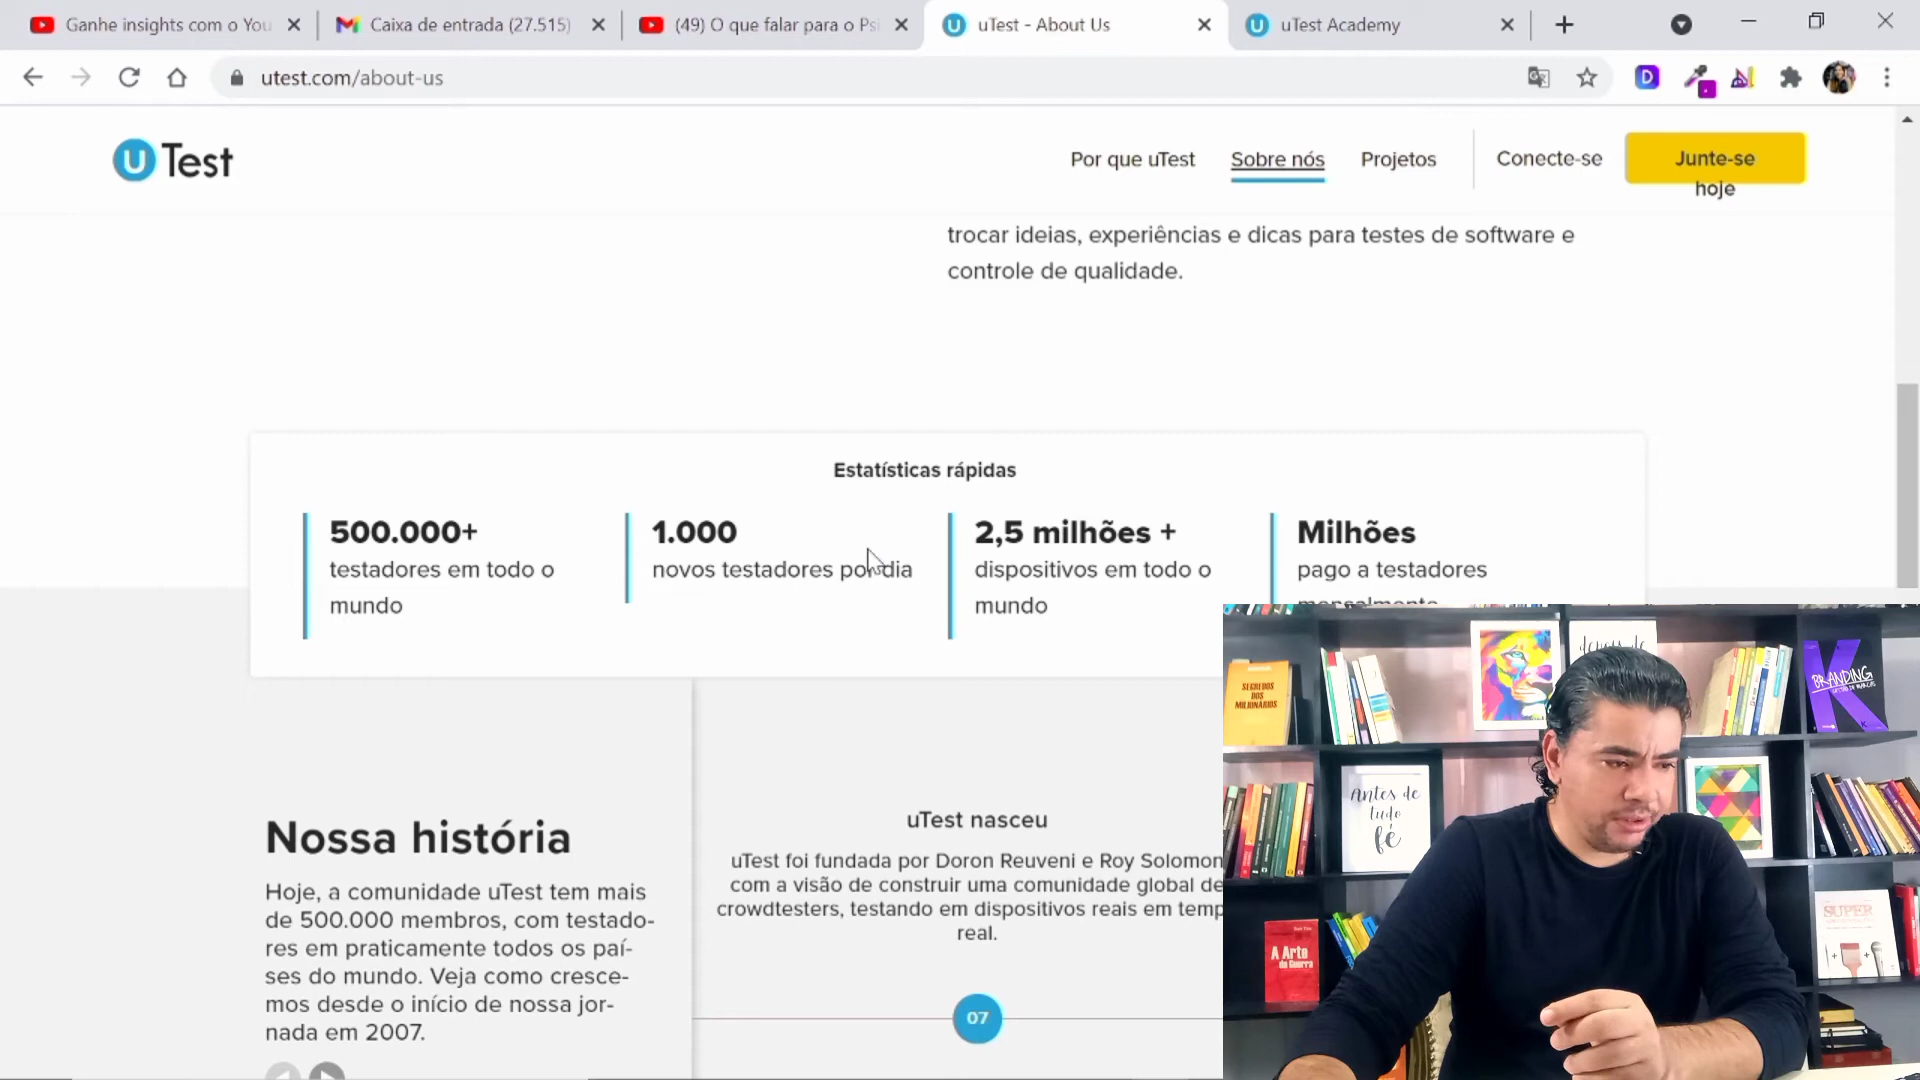 Ganhe insights com o You
Caixa de entrada (27.515)
(49) O que falar para o Psi
uTest - About Us
uTest Academy
utest.com/about-us
U Test
Por que uTest
Sobre nós
Projetos
Conecte-se
Junte-se
hoje
trocar ideias, experiências e dicas para testes de software e
controle de qualidade.
Estatísticas rápidas
500.000+
testadores em todo o
mundo
1.000
novos testadores por dia
2,5 milhões +
dispositivos em todo o
mundo
Milhões
pago a testadores
mensalmente
Nossa história
Hoje, a comunidade uTest tem mais
de 500.000 membros, com testado-
res em praticamente todos os paí-
ses do mundo. Veja como cresce-
mos desde o início de nossa jor-
nada em 2007.
uTest nasceu
uTest foi fundada por Doron Reuveni e Roy Solomon
com a visão de construir uma comunidade global de
crowdtesters, testando em dispositivos reais em temp
real.
07
SEGREDOS
DOS
MILIONÁRIOS
BRANDING
Antes de
tudo
fé
A Arte
da Guerra
SUPER